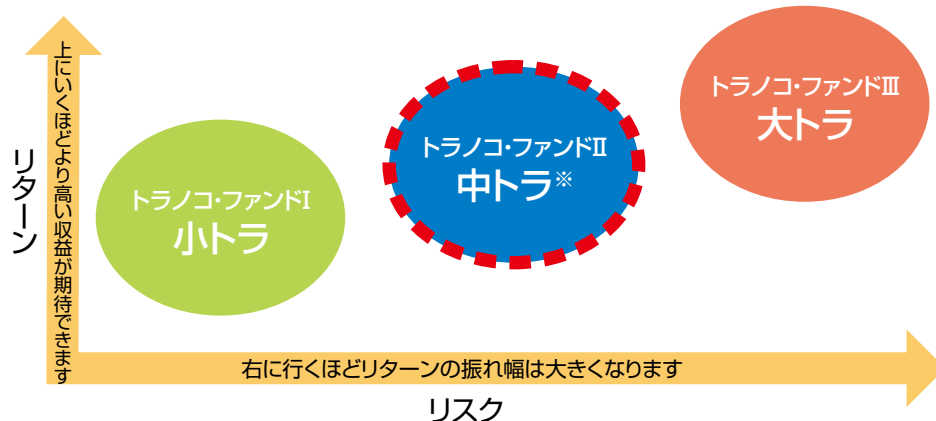 リターン
上にいくほどより高い収益が期待できます
トラノコ・ファンドⅠ
小トラ
トラノコ・ファンドⅡ
中トラ※
トラノコ・ファンドⅢ
大トラ
右に行くほどリターンの振れ幅は大きくなります
リスク